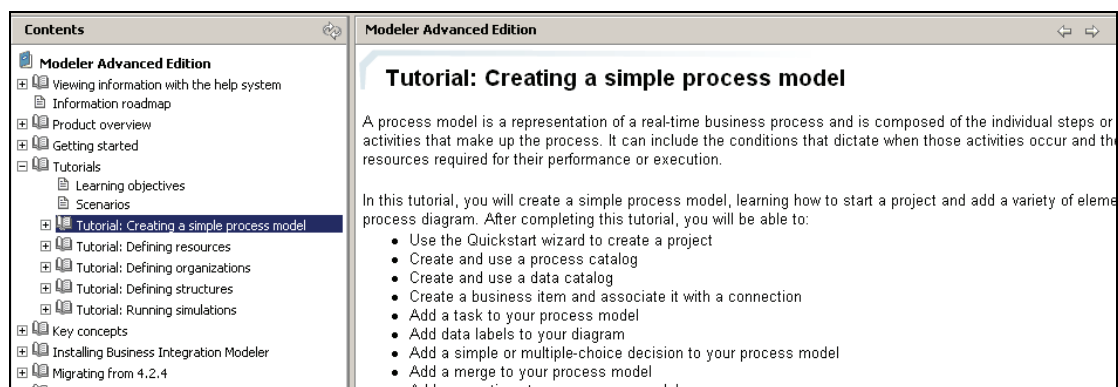 Contents
Modeler Advanced Edition
Viewing information with the help system
Information roadmap
Product overview
Getting started
Tutorials
Learning objectives
Scenarios
Tutorial: Creating a simple process model
Tutorial: Defining resources
Tutorial: Defining organizations
Tutorial: Defining structures
Tutorial: Running simulations
Key concepts
Installing Business Integration Modeler
Migrating from 4.2.4
Modeler Advanced Edition
Tutorial: Creating a simple process model
A process model is a representation of a real-time business process and is composed of the individual steps or
activities that make up the process. It can include the conditions that dictate when those activities occur and the
resources required for their performance or execution.
In this tutorial, you will create a simple process model, learning how to start a project and add a variety of eleme
process diagram. After completing this tutorial, you will be able to:
• Use the Quickstart wizard to create a project
• Create and use a process catalog
• Create and use a data catalog
• Create a business item and associate it with a connection
• Add a task to your process model
• Add data labels to your diagram
• Add a simple or multiple-choice decision to your process model
• Add a merge to your process model